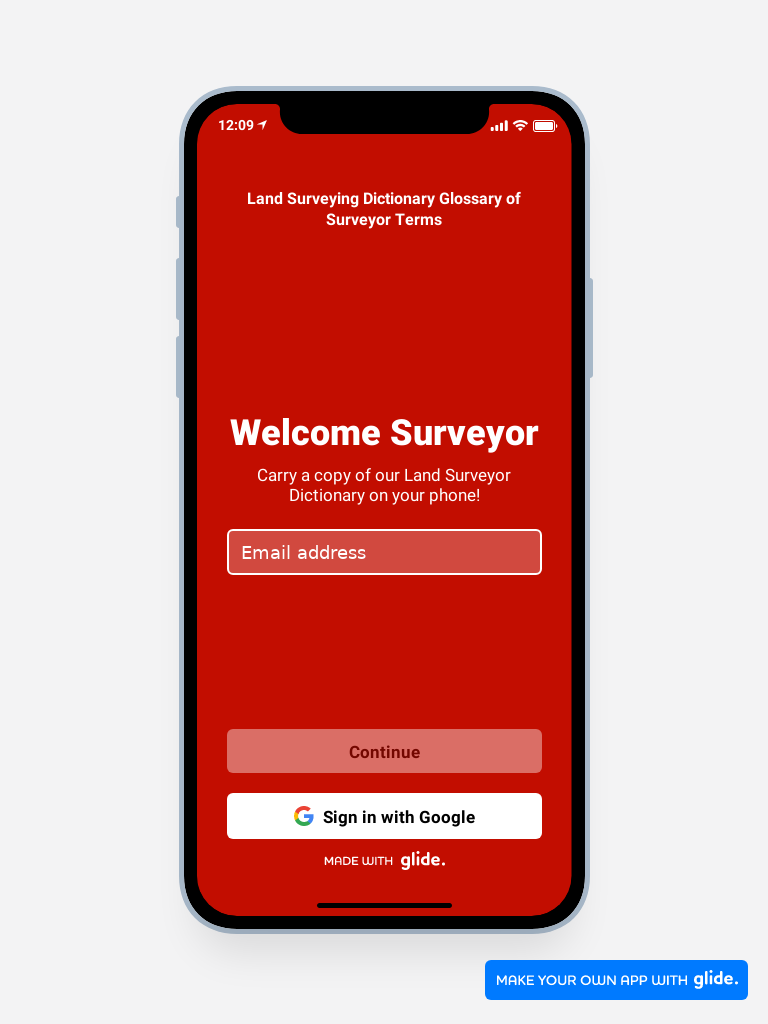 12:09
Land Surveying Dictionary Glossary of
Surveyor Terms
Welcome Surveyor
Carry a copy of our Land Surveyor
Dictionary on your phone!
Email address
Continue
Sign in with Google
MADE WITH glide.
MAKE YOUR OWN APP WITH glide.